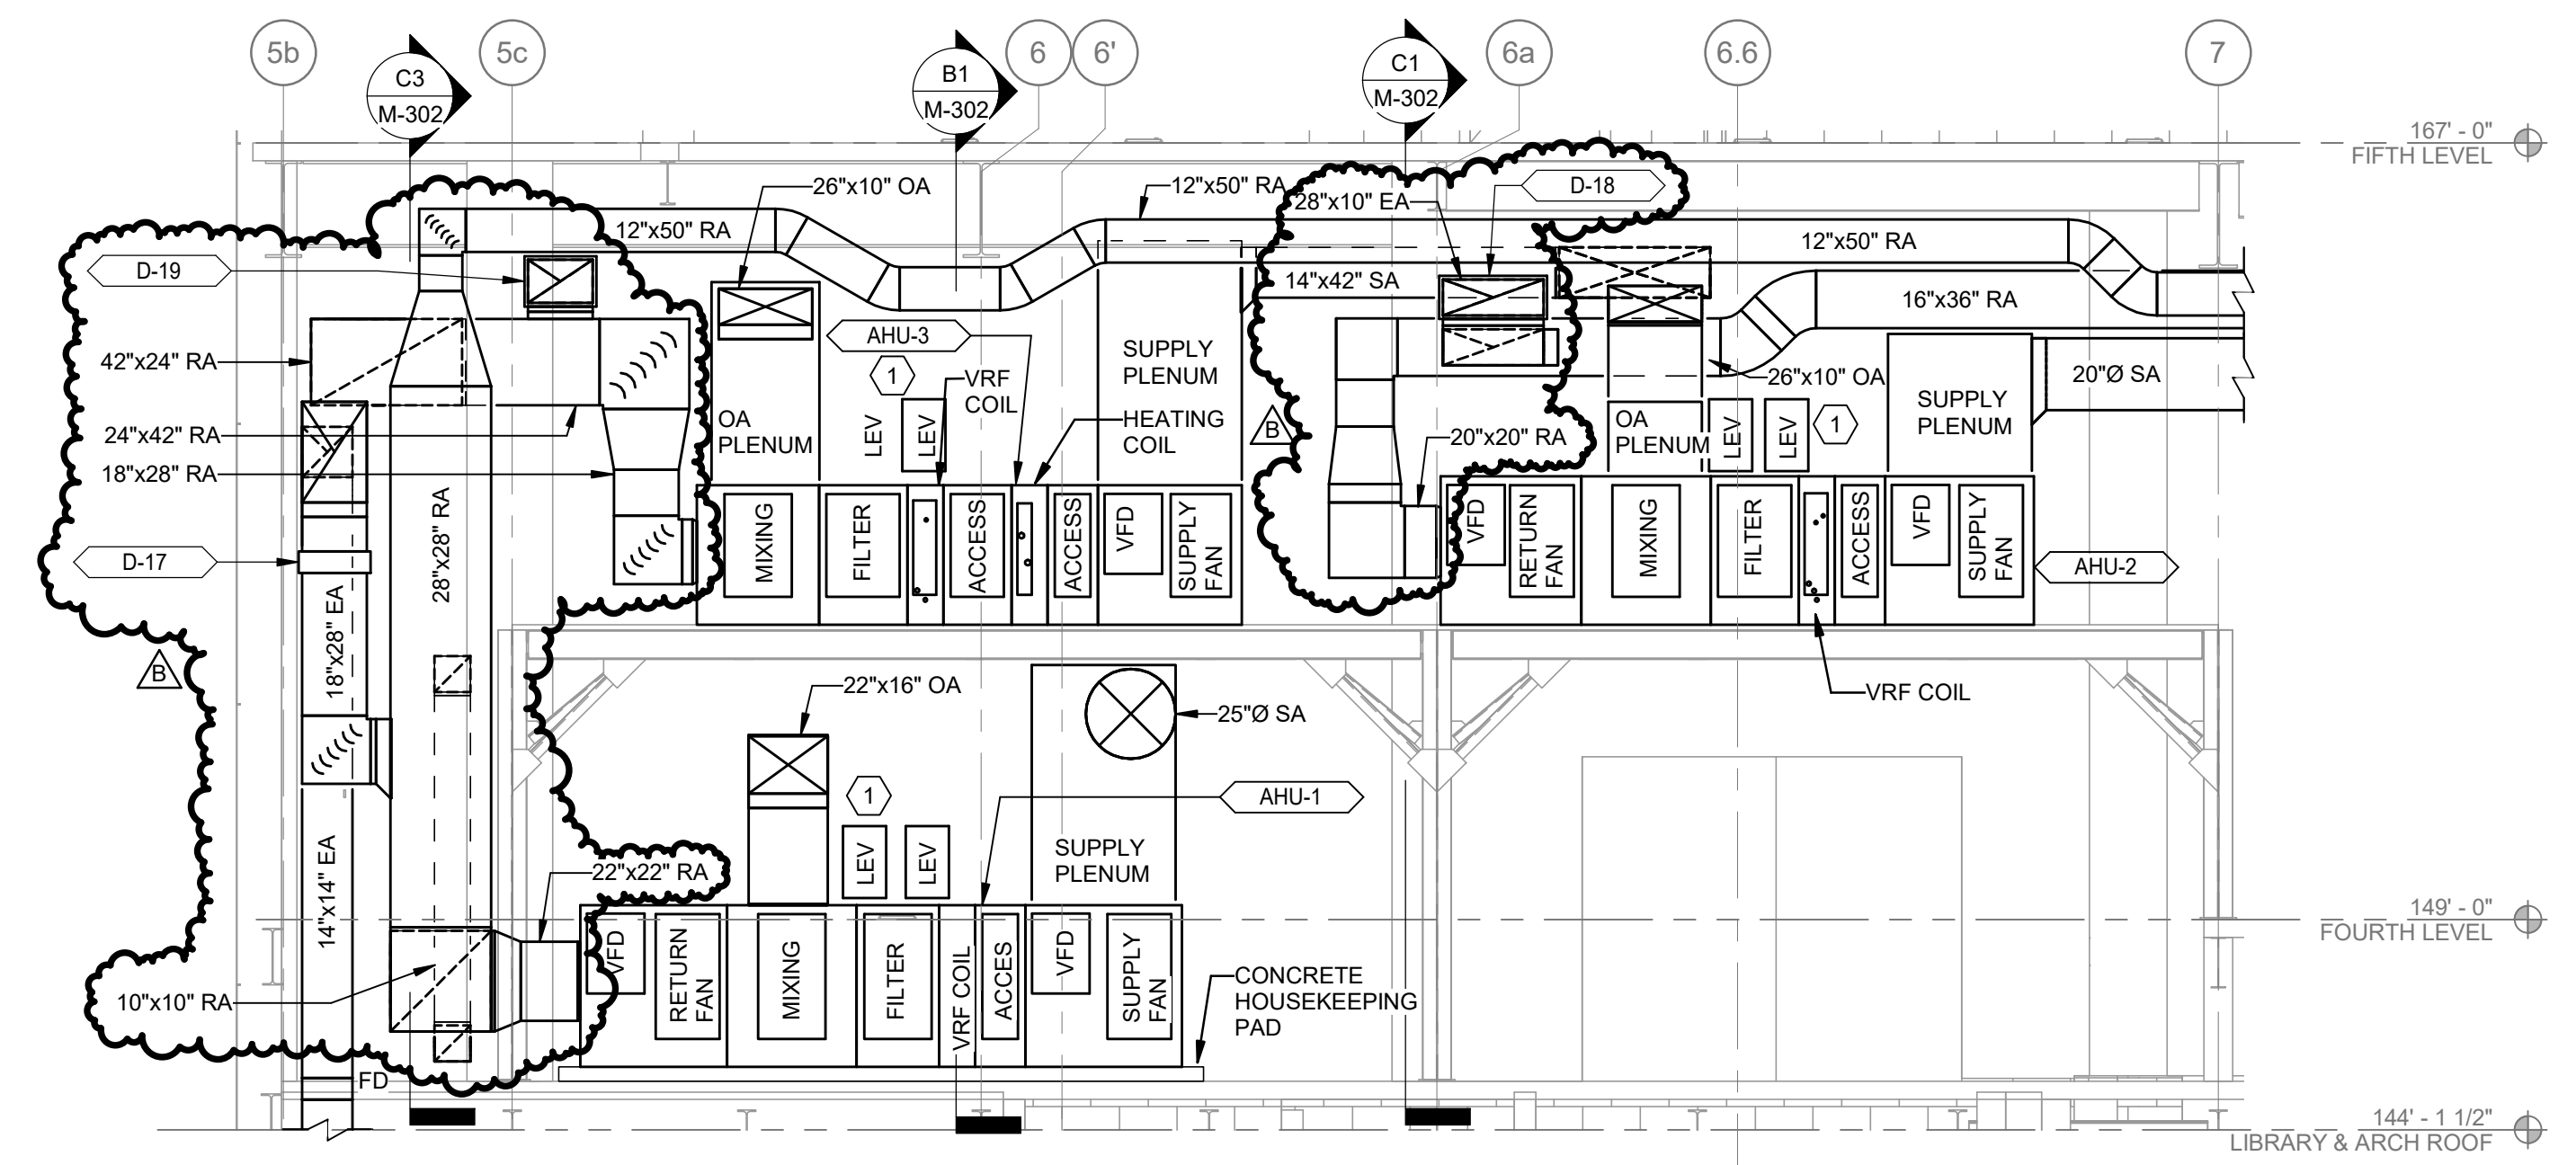 5b
C3
M-302
5c
B1
M-302
6
6'
C1
M-302
6a
6.6
7
167' - 0"
FIFTH LEVEL
26"x10" OA
12"x50" RA
28"x10" EA
D-18
12"x50" RA
12"x50" RA
D-19
14"x42" SA
16"x36" RA
AHU-3
1
VRF
COIL
SUPPLY
PLENUM
HEATING
COIL
42"x24" RA
24"x42" RA
18"x28" RA
OA
PLENUM
LEV
LEV
B
20"x20" RA
26"x10" OA
OA
PLENUM
LEV
LEV
1
SUPPLY
PLENUM
20"Ø SA
28"x28" RA
D-17
18"x28" EA
MIXING
FILTER
ACCESS
ACCESS
VFD
SUPPLY
FAN
VFD
RETURN
FAN
MIXING
FILTER
ACCESS
VFD
SUPPLY
FAN
AHU-2
B
22"x16" OA
25"Ø SA
VRF COIL
1
AHU-1
LEV
LEV
SUPPLY
PLENUM
14"x14" EA
22"x22" RA
149' - 0"
FOURTH LEVEL
10"x10" RA
VFD
RETURN
FAN
MIXING
FILTER
VRF COIL
ACCES
VFD
SUPPLY
FAN
CONCRETE
HOUSEKEEPING
PAD
FD
144' - 1 1/2"
LIBRARY & ARCH ROOF